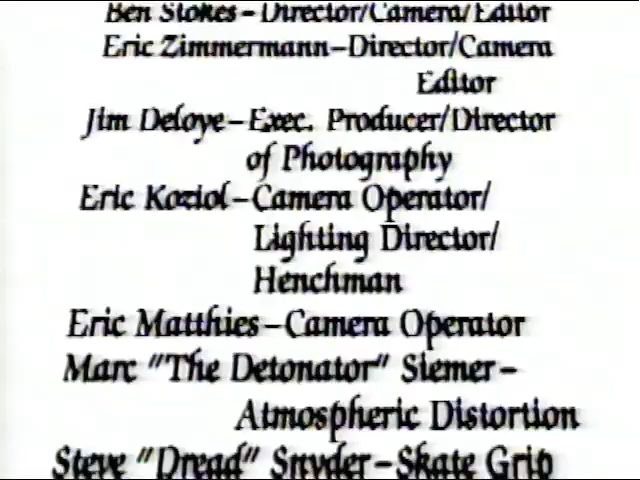 Ben Stokes-Director/Camera/Editor
Eric Zimmermann-Director/Camera
Editor
Jim Deloye-Exec. Producer/Director
of Photography
Eric Koziol-Camera Operator/
Lighting Director/
Henchman
Eric Matthies-Camera Operator
Marc "The Detonator" Siemer-
Atmospheric Distortion
Steve "Dread" Snyder-Skate Grip